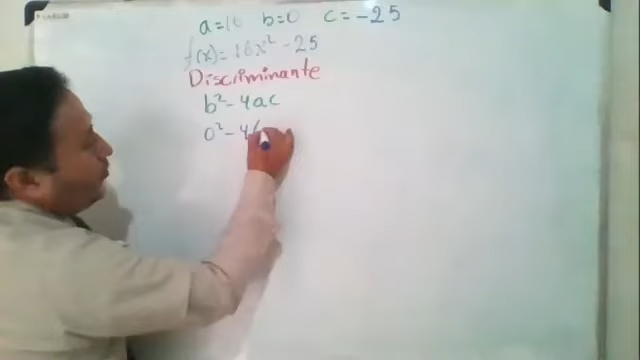 a=16 b=0 c=-25
f(x)=16x²-25
Discriminante
b²-4ac
0²-4(